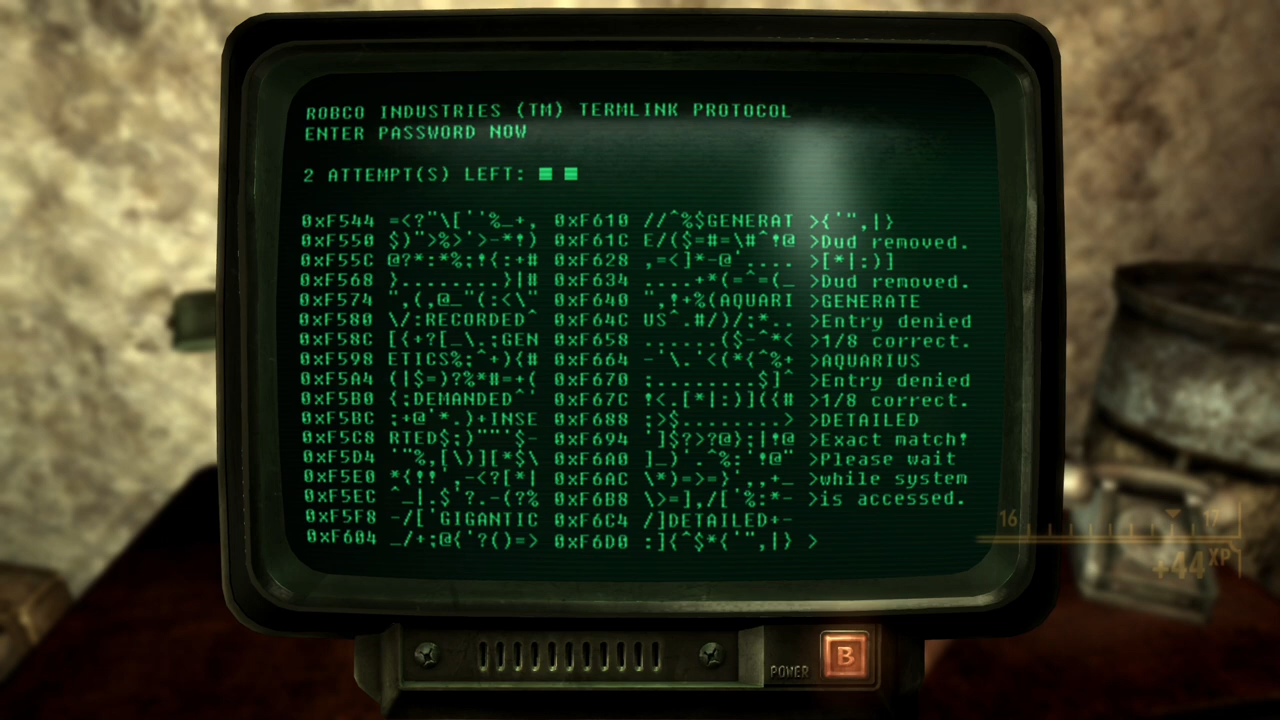 ROBCO INDUSTRIES (TM) TERMLINK PROTOCOL
ENTER PASSWORD NOW
2 ATTEMPT(S) LEFT: ■ ■
0xF544 =<?"\[`'%_+, 0xF610 //^%$GENERAT >{'",|}
0xF550 $)">%>`>-*!) 0xF61C E/($=#=\#^!@ >Dud removed.
0xF55C @?*:*%;!{:+# 0xF628 ,=<]*-@'.... >[*|:)]
0xF568 }........}|# 0xF634 ....+*(=^=(_ >Dud removed.
0xF574 ",(,@_"(:<\" 0xF640 ",!+%(AQUARI >GENERATE
0xF580 \/:RECORDED^ 0xF64C US^.#/)/;*.. >Entry denied
0xF58C [{+?[_\.;GEN 0xF658 ......($-^*< >1/8 correct.
0xF598 ETICS%;^+){# 0xF664 -'\.'<(*{^%+ >AQUARIUS
0xF5A4 (|$=)?%*#=+( 0xF670 ;........$]^ >Entry denied
0xF5B0 {;DEMANDED^' 0xF67C !<.[*|:)]({# >1/8 correct.
0xF5BC ;+@'*.)+INSE 0xF688 ;>$........> >DETAILED
0xF5C8 RTED$;)"""$- 0xF694 ']$?>?@};|!@ >Exact match!
0xF5D4 '"%,[\)][*$\ 0xF6A0 ]_)'.^%:'!@" >Please wait
0xF5E0 *{!!',-<?[*| 0xF6AC \*)=>=}`,,+_ >while system
0xF5EC ^_|.$'?.-(?% 0xF6B8 \>=],/['%:*- >is accessed.
0xF5F8 -/['GIGANTIC 0xF6C4 /]DETAILED+-
0xF604 _/+;@{'?()=> 0xF6D0 :]{^$*{'",|} >
16 17
+44 XP
POWER
B